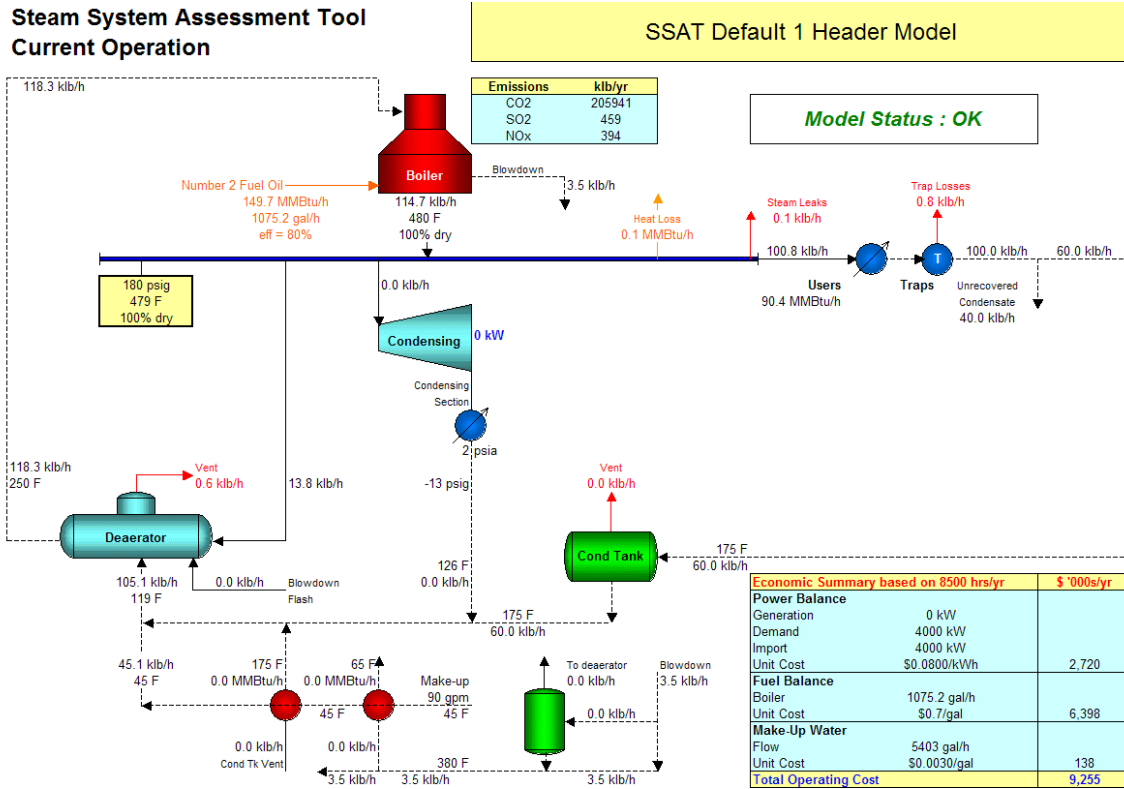 Steam System Assessment Tool
Current Operation
SSAT Default 1 Header Model
118.3 klb/h
Emissions klb/yr
CO2 205941
SO2 459
NOx 394
Model Status : OK
Boiler
Blowdown
3.5 klb/h
Number 2 Fuel Oil
149.7 MMBtu/h
1075.2 gal/h
eff = 80%
114.7 klb/h
480 F
100% dry
Heat Loss
0.1 MMBtu/h
Steam Leaks
0.1 klb/h
Trap Losses
0.8 klb/h
100.8 klb/h
T
100.0 klb/h
60.0 klb/h
Users
90.4 MMBtu/h
Traps
Unrecovered
Condensate
40.0 klb/h
180 psig
479 F
100% dry
0.0 klb/h
Condensing
0 kW
Condensing
Section
2 psia
118.3 klb/h
250 F
Vent
0.6 klb/h
13.8 klb/h
-13 psig
Vent
0.0 klb/h
Deaerator
Cond Tank
175 F
60.0 klb/h
105.1 klb/h
119 F
0.0 klb/h
Blowdown
Flash
126 F
0.0 klb/h
175 F
60.0 klb/h
45.1 klb/h
45 F
175 F
0.0 MMBtu/h
65 F
0.0 MMBtu/h
45 F
Make-up
90 gpm
45 F
To deaerator
0.0 klb/h
Blowdown
3.5 klb/h
0.0 klb/h
0.0 klb/h
Cond Tk Vent
0.0 klb/h
380 F
3.5 klb/h
3.5 klb/h
3.5 klb/h
Economic Summary based on 8500 hrs/yr $ '000s/yr
Power Balance
Generation 0 kW
Demand 4000 kW
Import 4000 kW
Unit Cost $0.0800/kWh 2,720
Fuel Balance
Boiler 1075.2 gal/h
Unit Cost $0.7/gal 6,398
Make-Up Water
Flow 5403 gal/h
Unit Cost $0.0030/gal 138
Total Operating Cost 9,255